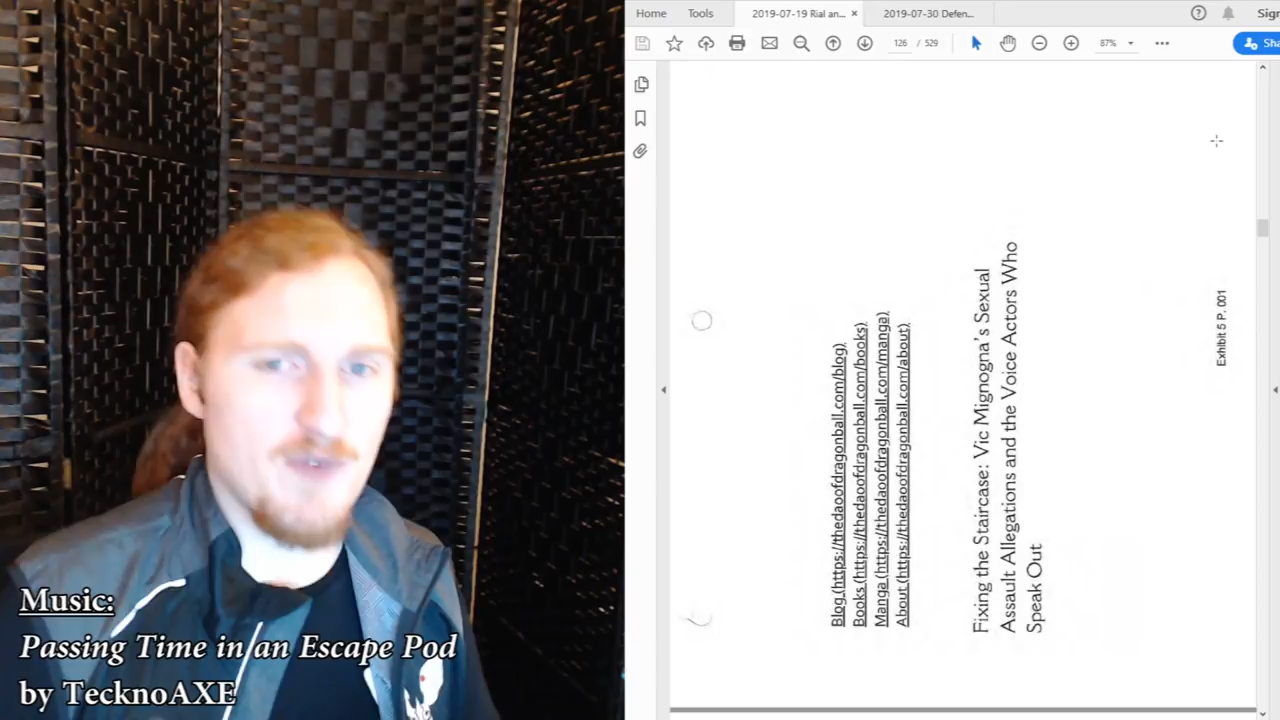 Home Tools 2019-07-19 Rial an... × 2019-07-30 Defen...
126 / 529 87%
Blog (https://thedaoofdragonball.com/blog)
Books (https://thedaoofdragonball.com/books)
Manga (https://thedaoofdragonball.com/manga)
About (https://thedaoofdragonball.com/about)
Fixing the Staircase: Vic Mignogna's Sexual
Assault Allegations and the Voice Actors Who
Speak Out
Exhibit 5 P. 001
Music:
Passing Time in an Escape Pod
by TecknoAXE